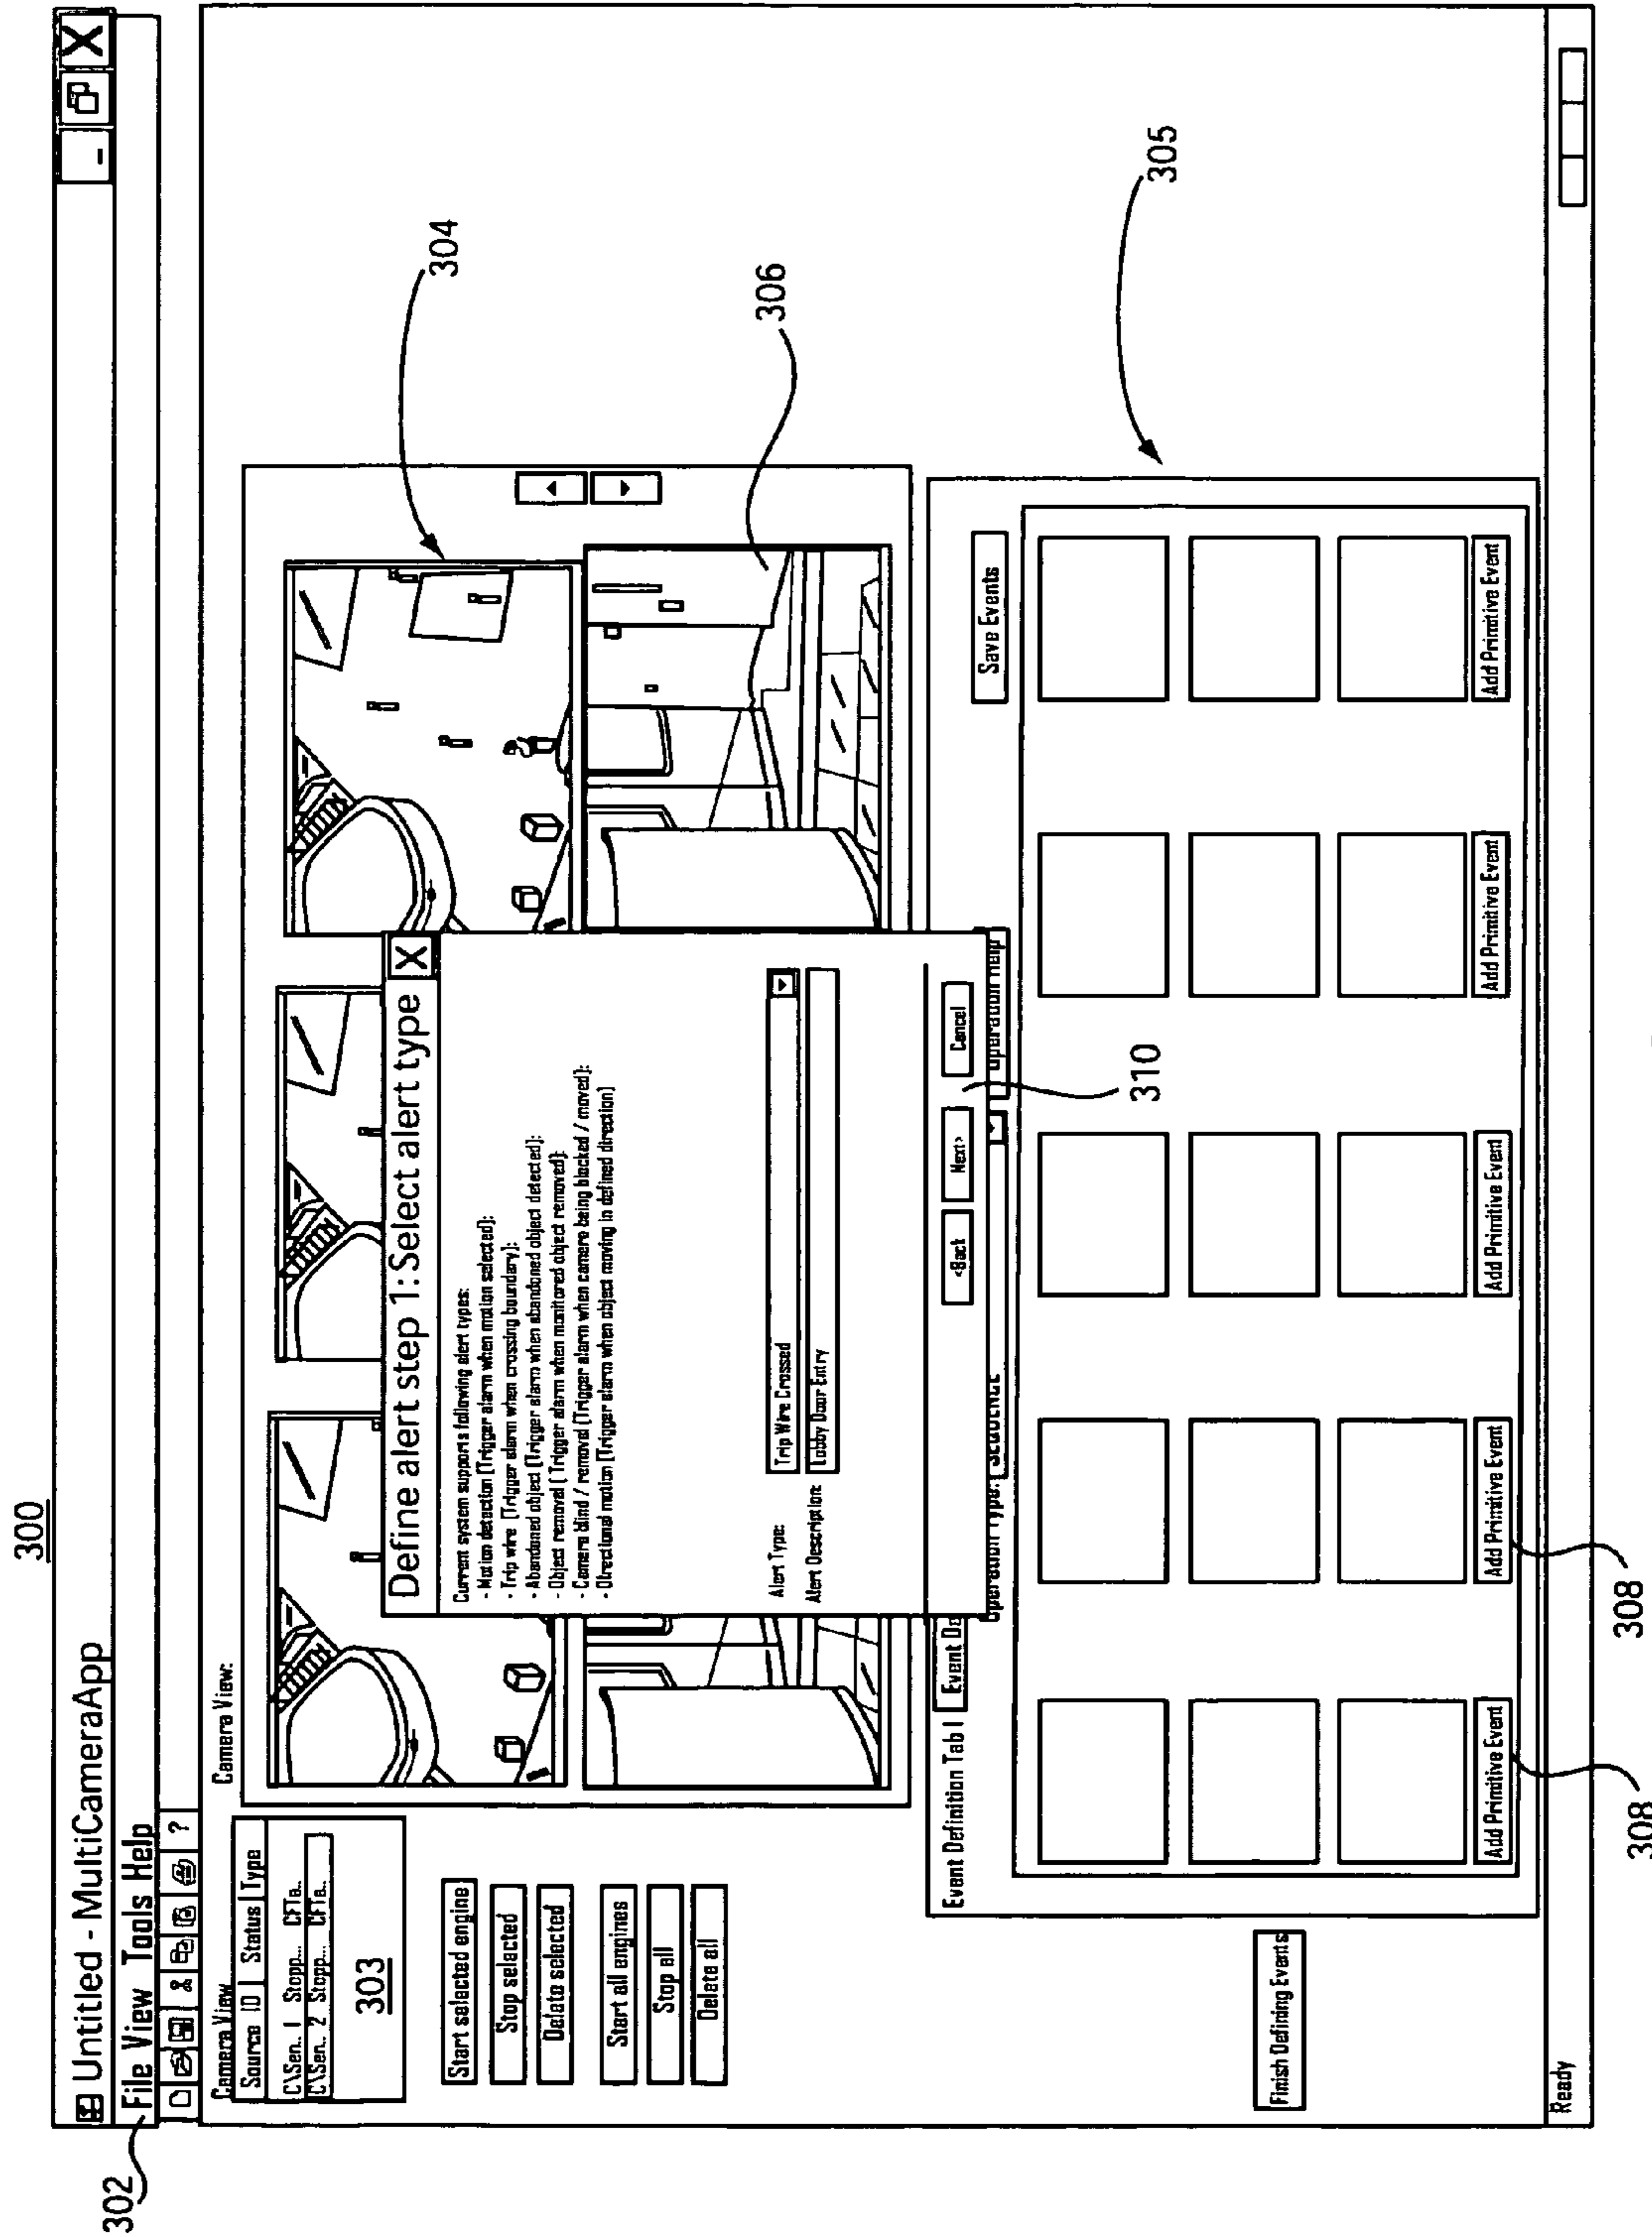 300
Untitled - MultiCameraApp
302
File View Tools Help
?
Camera View
Source ID | Status | Type
C\Sen.. 1 Stopp... CFTa..
C\Sen.. 2 Stopp... CFTa..
303
Start selected engine
Stop selected
Delete selected
Start all engines
Stop all
Delete all
Finish Defining Events
Camera View:
304
306
Define alert step 1: Select alert type
X
Current system supports following alert types:
- Motion detection [Trigger alarm when motion selected]:
- Trip wire [Trigger alarm when crossing boundary]:
- Abandoned object [Trigger alarm when abandoned object detected]:
- Object removal [Trigger alarm when monitored object removed]:
- Camera blind / removal [Trigger alarm when camera being blocked / moved]:
- Directional motion [Trigger alarm when object moving in defined direction]
Alert Type:
Trip Wire Crossed
Alert Description:
Lobby Door Entry
<Back
Next>
Cancel
310
Event Definition Tab |
Event De
Save Events
Operation Type:
Operation Help
305
Add Primitive Event
Add Primitive Event
Add Primitive Event
Add Primitive Event
Add Primitive Event
308
308
Ready